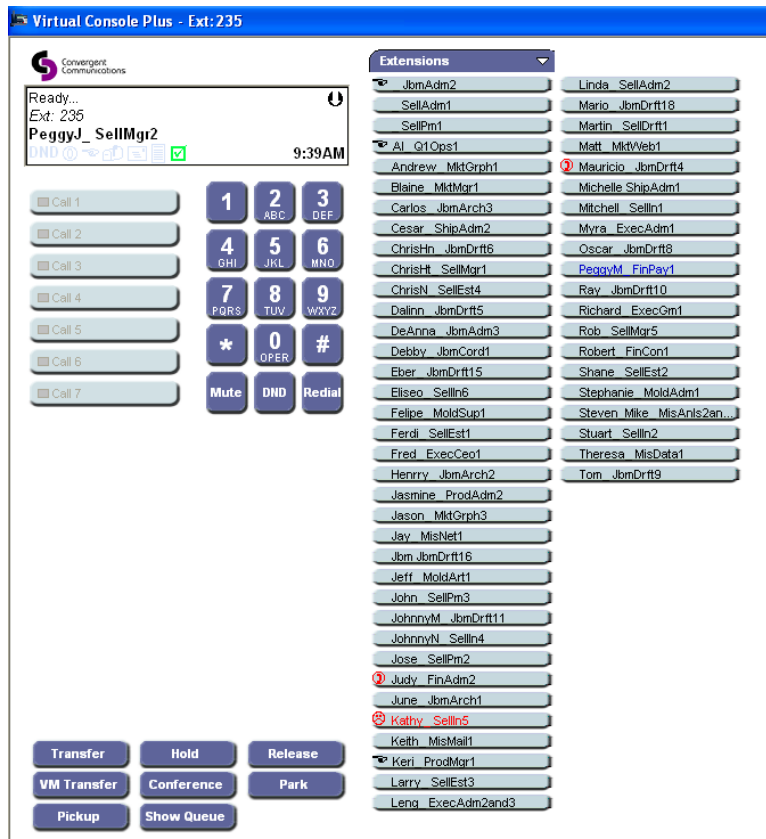 Virtual Console Plus - Ext:235
Convergent
Communications
Ready...
Ext: 235
PeggyJ_ SellMgr2
DND
9:39AM
Call 1
Call 2
Call 3
Call 4
Call 5
Call 6
Call 7
1
2 ABC
3 DEF
4 GHI
5 JKL
6 MNO
7 PQRS
8 TUV
9 WXYZ
*
0 OPER
#
Mute
DND
Redial
Transfer
Hold
Release
VM Transfer
Conference
Park
Pickup
Show Queue
Extensions
_JbmAdm2
SellAdm1
SellPm1
Al_Q1Ops1
Andrew_MktGrph1
Blaine_MktMgr1
Carlos_JbmArch3
Cesar_ShipAdm2
ChrisHn_JbmDrft6
ChrisHt_SellMgr1
ChrisN_SellEst4
Dalinn_JbmDrft5
DeAnna_JbmAdm3
Debby_JbmCord1
Eber_JbmDrft15
Eliseo_SellIn6
Felipe_MoldSup1
Ferdi_SellEst1
Fred_ExecCeo1
Henrry_JbmArch2
Jasmine_ProdAdm2
Jason_MktGrph3
Jay_MisNet1
Jbm JbmDrft16
Jeff_MoldArt1
John_SellPm3
JohnnyM_JbmDrft11
JohnnyN_SellIn4
Jose_SellPm2
Judy_FinAdm2
June_JbmArch1
Kathy_SellIn5
Keith_MisMail1
Keri_ProdMgr1
Larry_SellEst3
Leng_ExecAdm2and3
Linda_SellAdm2
Mario_JbmDrft18
Martin_SellDrft1
Matt_MktWeb1
Mauricio_JbmDrft4
Michelle ShipAdm1
Mitchell_SellIn1
Myra_ExecAdm1
Oscar_JbmDrft8
PeggyM_FinPay1
Ray_JbmDrft10
Richard_ExecGm1
Rob_SellMgr5
Robert_FinCon1
Shane_SellEst2
Stephanie_MoldAdm1
Steven Mike_MisAnls2an...
Stuart_SellIn2
Theresa_MisData1
Tom_JbmDrft9